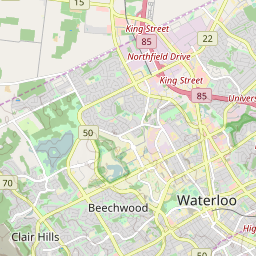 15
King Street
85
22
Northfield Drive
King Street
85
Univers
50
50
70
Waterloo
Beechwood
Clair Hills
Hig